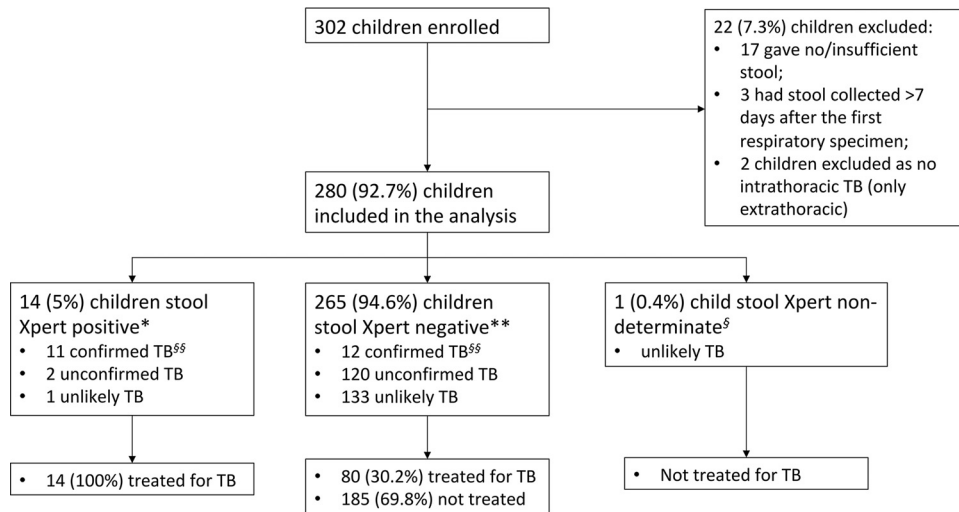 302 children enrolled
22 (7.3%) children excluded:
• 17 gave no/insufficient
stool;
• 3 had stool collected >7
days after the first
respiratory specimen;
• 2 children excluded as no
intrathoracic TB (only
extrathoracic)
280 (92.7%) children
included in the analysis
14 (5%) children stool
Xpert positive*
• 11 confirmed TB§§
• 2 unconfirmed TB
• 1 unlikely TB
265 (94.6%) children
stool Xpert negative**
• 12 confirmed TB§§
• 120 unconfirmed TB
• 133 unlikely TB
1 (0.4%) child stool Xpert non-
determinate§
• unlikely TB
• 14 (100%) treated for TB
• 80 (30.2%) treated for TB
• 185 (69.8%) not treated
• Not treated for TB